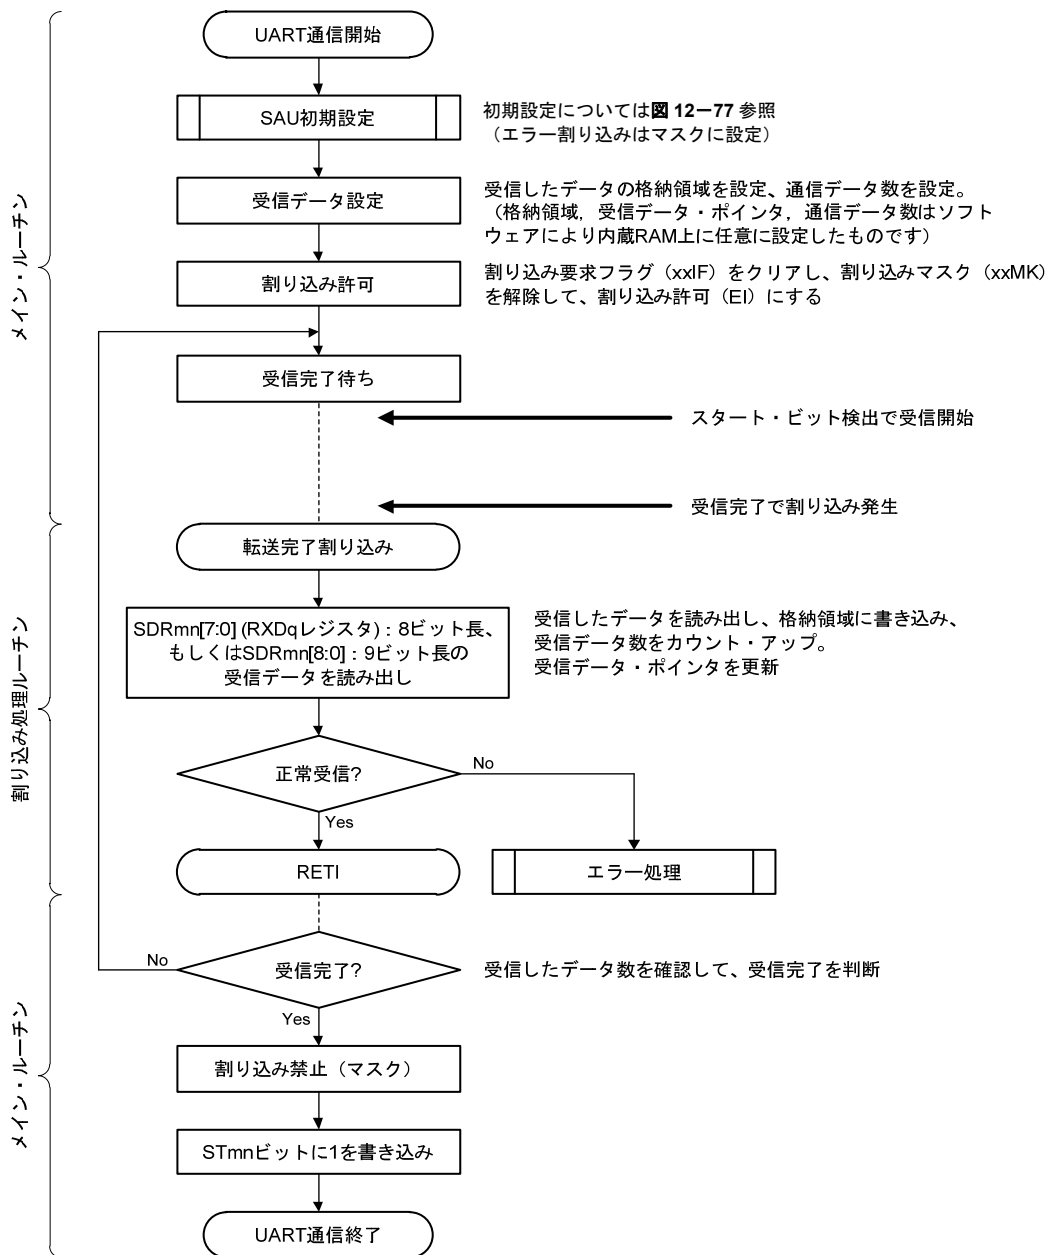 UART通信開始
SAU初期設定
初期設定については図 12－77 参照
（エラー割り込みはマスクに設定）
受信データ設定
受信したデータの格納領域を設定、通信データ数を設定。
（格納領域，受信データ・ポインタ，通信データ数はソフト
ウェアにより内蔵RAM上に任意に設定したものです）
割り込み許可
割り込み要求フラグ（xxIF）をクリアし、割り込みマスク（xxMK）
を解除して、割り込み許可（EI）にする
メイン・ルーチン
受信完了待ち
スタート・ビット検出で受信開始
受信完了で割り込み発生
転送完了割り込み
SDRmn[7:0] (RXDqレジスタ)：8ビット長、
もしくはSDRmn[8:0]：9ビット長の
受信データを読み出し
受信したデータを読み出し、格納領域に書き込み、
受信データ数をカウント・アップ。
受信データ・ポインタを更新
割り込み処理ルーチン
正常受信?
No
Yes
RETI
エラー処理
No
受信完了?
受信したデータ数を確認して、受信完了を判断
Yes
メイン・ルーチン
割り込み禁止（マスク）
STmnビットに1を書き込み
UART通信終了